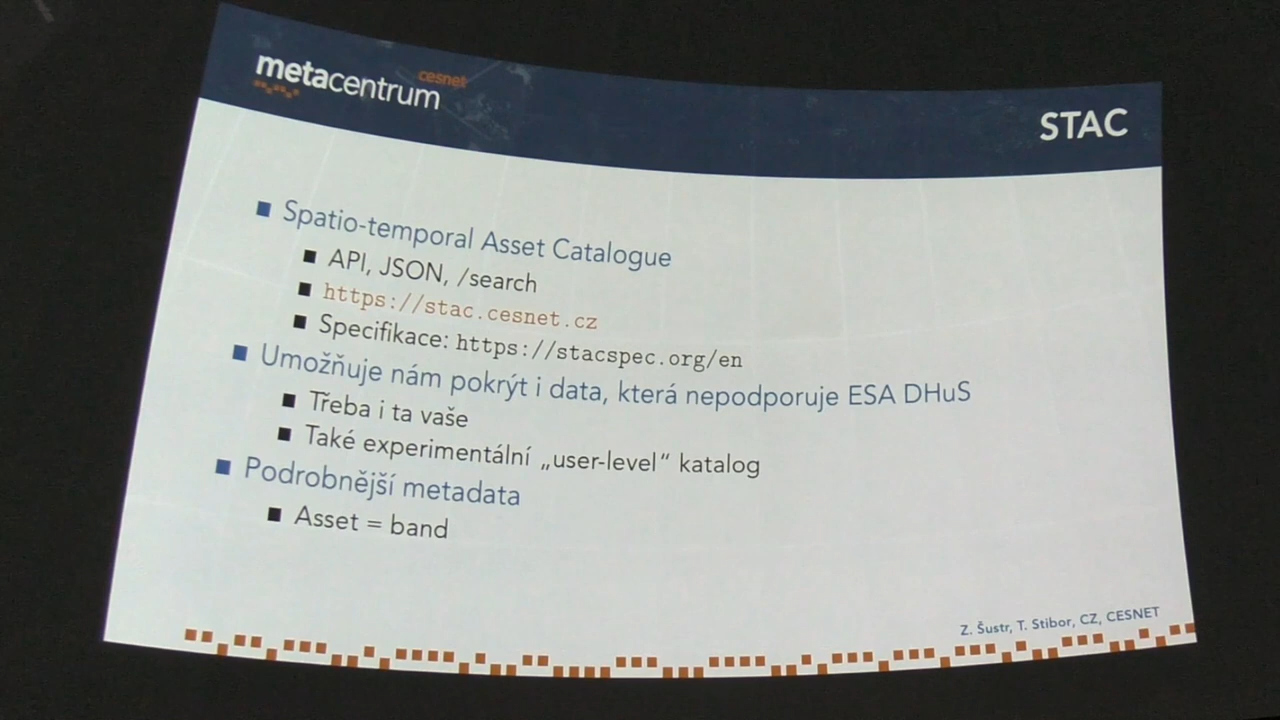 metacentrum
cesnet
STAC
Spatio-temporal Asset Catalogue
API, JSON, /search
https://stac.cesnet.cz
Specifikace: https://stacspec.org/en
Umožňuje nám pokrýt i data, která nepodporuje ESA DHuS
Třeba i ta vaše
Také experimentální „user-level“ katalog
Podrobnější metadata
Asset = band
Z. Šustr, T. Stibor, CZ, CESNET